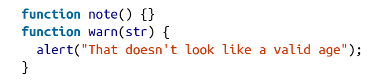 function note() {}
function warn(str) {
  alert("That doesn't look like a valid age");
}